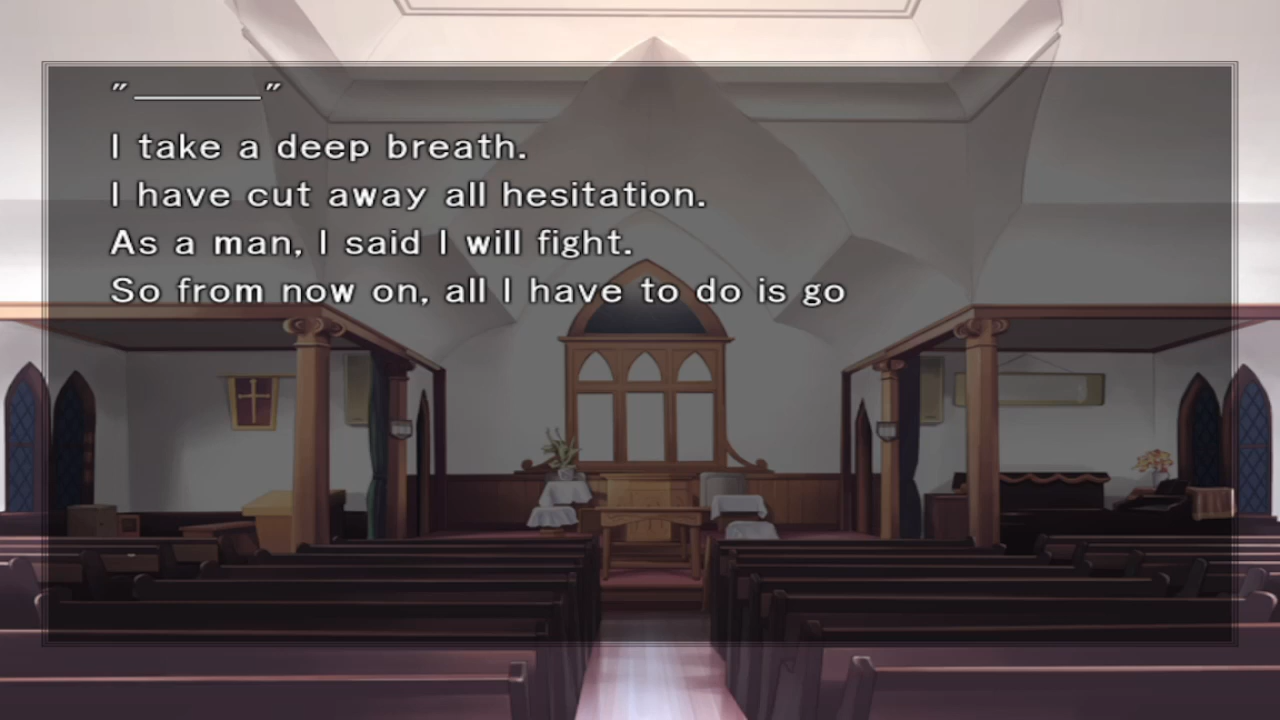 "————"
I take a deep breath.
I have cut away all hesitation.
As a man, I said I will fight.
So from now on, all I have to do is go